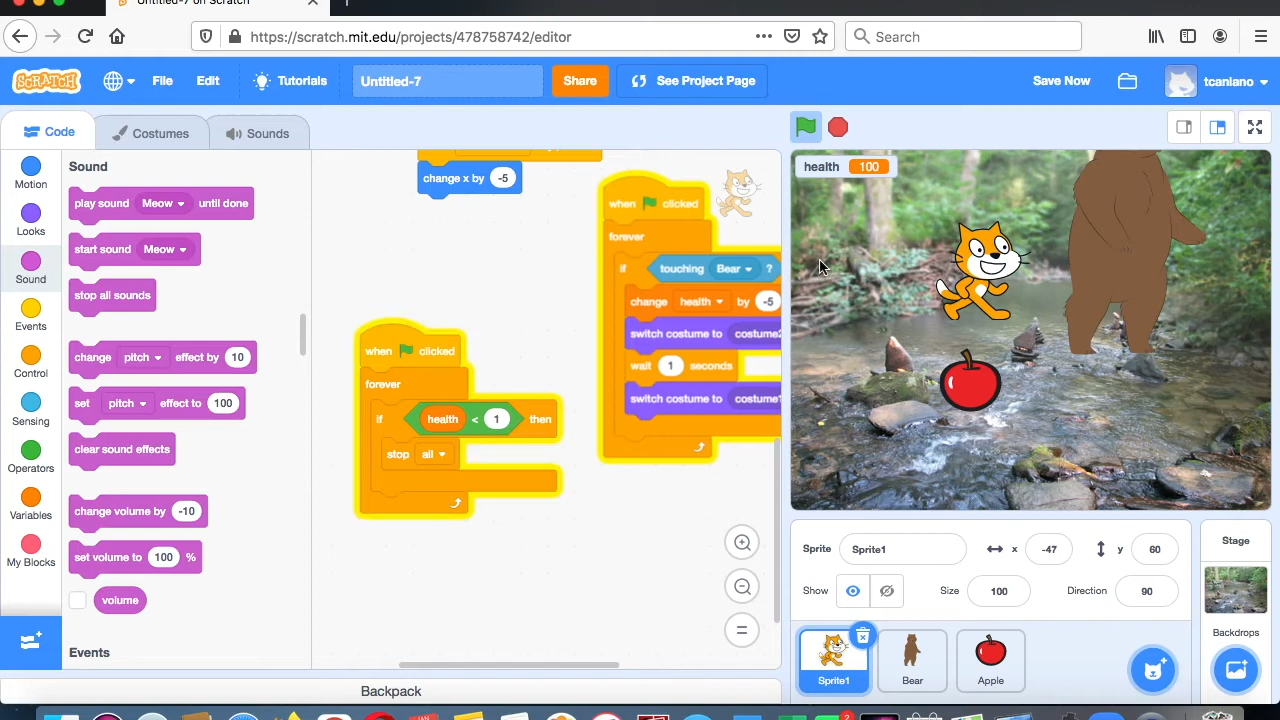 Untitled-7 on Scratch
https://scratch.mit.edu/projects/478758742/editor
Search
SCRATCH
File
Edit
Tutorials
Untitled-7
Share
See Project Page
Save Now
tcaniano
Code
Costumes
Sounds
Motion
Looks
Sound
Events
Control
Sensing
Operators
Variables
My Blocks
Sound
play sound Meow until done
start sound Meow
stop all sounds
change pitch effect by 10
set pitch effect to 100
clear sound effects
change volume by -10
set volume to 100 %
volume
Events
change x by -5
when clicked
forever
if health < 1 then
stop all
when clicked
forever
if touching Bear ?
change health by -5
switch costume to costume2
wait 1 seconds
switch costume to costume1
Backpack
health 100
Sprite
Sprite1
x -47
y 60
Show
Size 100
Direction 90
Sprite1
Bear
Apple
Stage
Backdrops
JAN
2